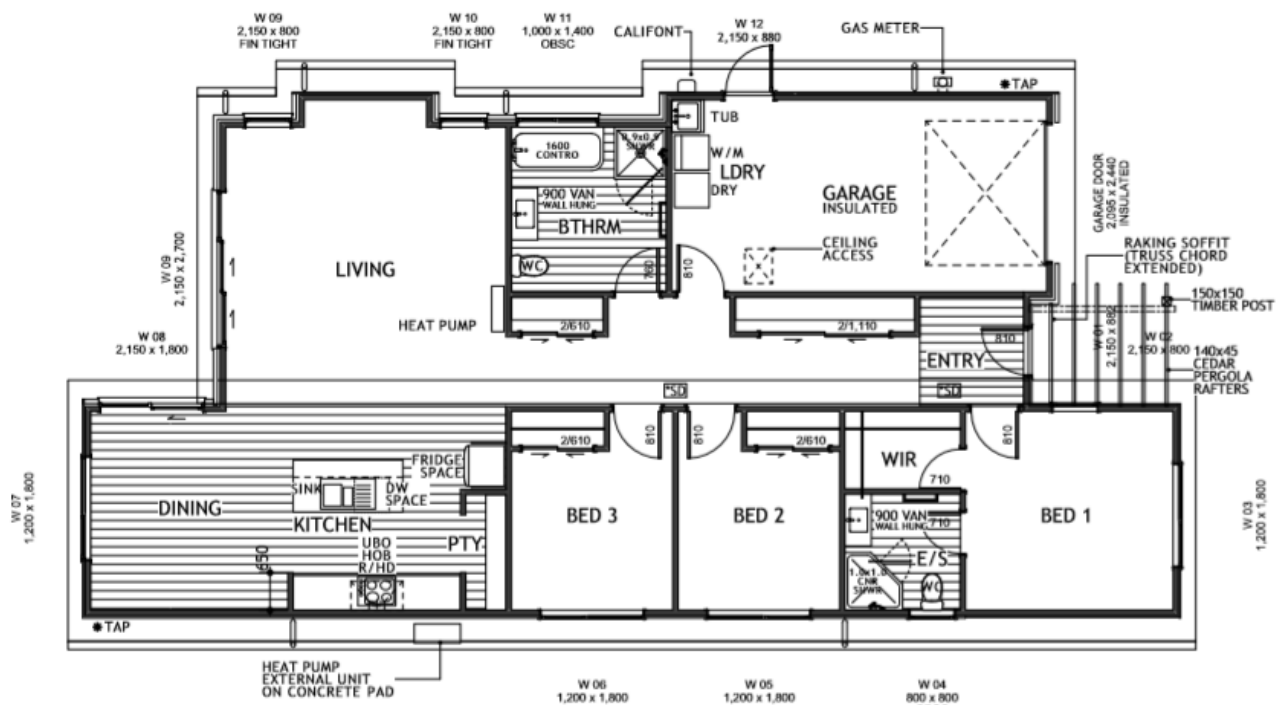 W 09
2,150 x 800
FIN TIGHT
W 10
2,150 x 800
FIN TIGHT
W 11
1,000 x 1,400
OBSC
CALIFONT
W 12
2,150 x 880
GAS METER
TAP
TUB
W/M
LDRY
DRY
1600
CONTRO
0.9x0.9
SHWR
900 VAN
WALL HUNG
BTHRM
WC
760
810
GARAGE
INSULATED
CEILING
ACCESS
GARAGE DOOR
2,095 x 2,440
INSULATED
RAKING SOFFIT
(TRUSS CHORD
EXTENDED)
150x150
TIMBER POST
W 01
2,150 x 882
W 02
2,150 x 800
140x45
CEDAR
PERGOLA
RAFTERS
LIVING
W 09
2,150 x 2,700
HEAT PUMP
2/610
2/1,110
810
ENTRY
W 08
2,150 x 1,800
*SD
*SD
2/610
810
810
2/610
810
FRIDGE
SPACE
WIR
710
W 07
1,200 x 1,800
DINING
SINK
DW
SPACE
KITCHEN
UBO
HOB
R/HD
PTY
650
BED 3
BED 2
900 VAN
WALL HUNG
710
E/S
1.0x1.0
CNR
SHWR
WC
BED 1
W 03
1,200 x 1,800
TAP
HEAT PUMP
EXTERNAL UNIT
ON CONCRETE PAD
W 06
1,200 x 1,800
W 05
1,200 x 1,800
W 04
800 x 800